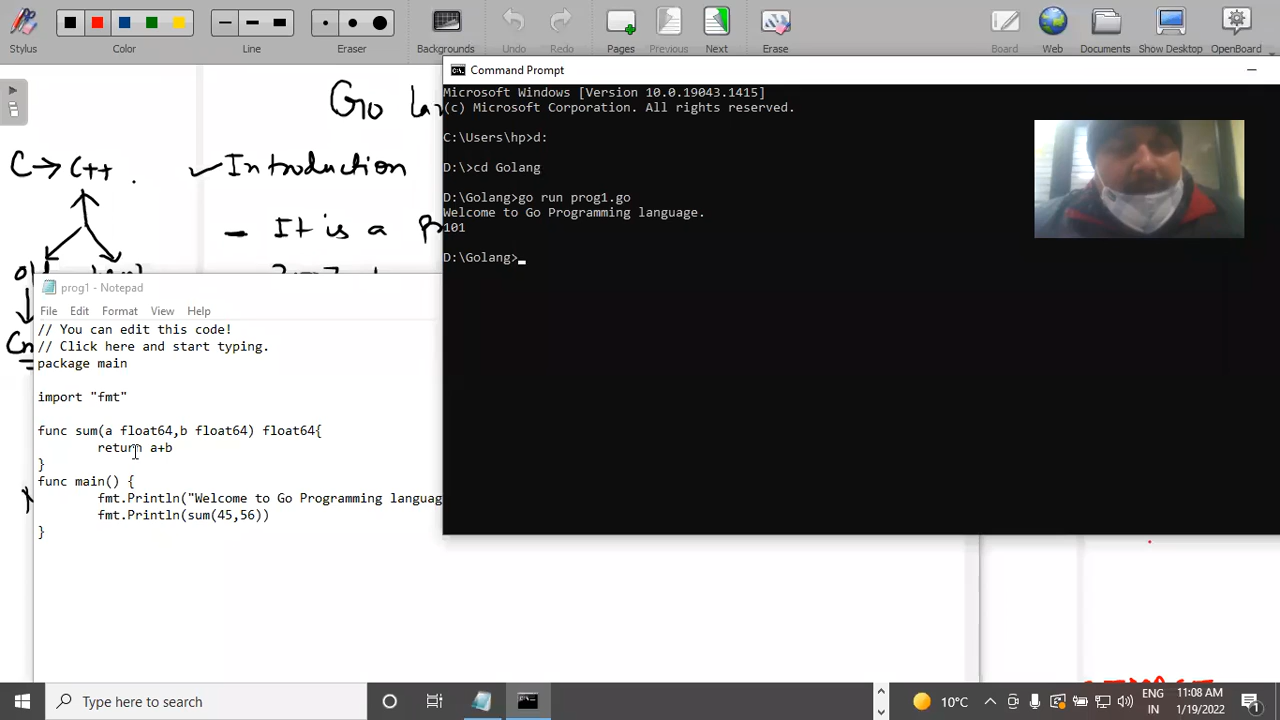 Stylus
Color
Line
Eraser
Backgrounds
Undo
Redo
Pages
Previous
Next
Erase
Board
Web
Documents
Show Desktop
OpenBoard
Go
C→ C++ .
✓ Introduction
- It is a
Command Prompt
Microsoft Windows [Version 10.0.19043.1415]
(c) Microsoft Corporation. All rights reserved.
C:\Users\hp>d:
D:\>cd Golang
D:\Golang>go run prog1.go
Welcome to Go Programming language.
101
D:\Golang>
prog1 - Notepad
File Edit Format View Help
// You can edit this code!
// Click here and start typing.
package main
import "fmt"
func sum(a float64,b float64) float64{
return a+b
}
func main() {
fmt.Println("Welcome to Go Programming languag
fmt.Println(sum(45,56))
}
Type here to search
10°C
ENG
IN
11:08 AM
1/19/2022
1